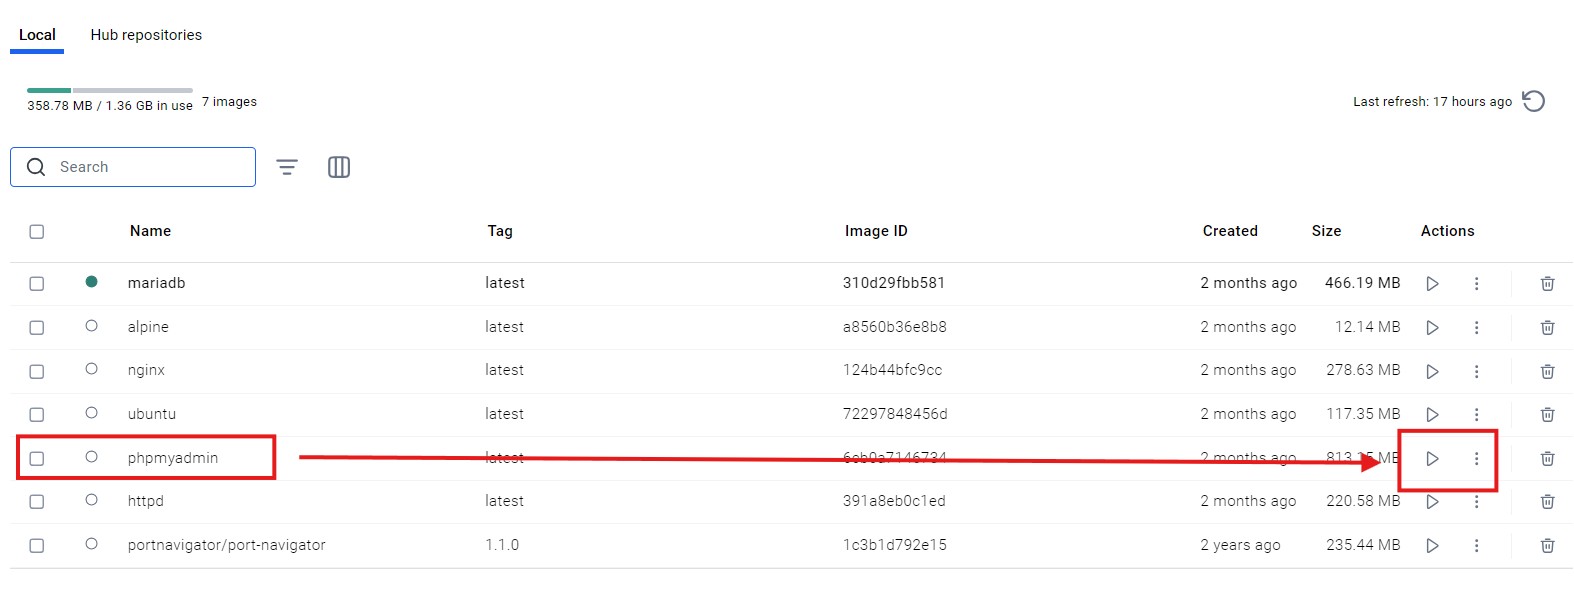 Local Hub repositories
358.78 MB / 1.36 GB in use 7 images Last refresh: 17 hours ago
Search
Name Tag Image ID Created Size Actions
mariadb latest 310d29fbb581 2 months ago 466.19 MB
alpine latest a8560b36e8b8 2 months ago 12.14 MB
nginx latest 124b44bfc9cc 2 months ago 278.63 MB
ubuntu latest 72297848456d 2 months ago 117.35 MB
phpmyadmin latest 2 months ago MB
httpd latest 391a8eb0c1ed 2 months ago 220.58 MB
portnavigator/port-navigator 1.1.0 1c3b1d792e15 2 years ago 235.44 MB